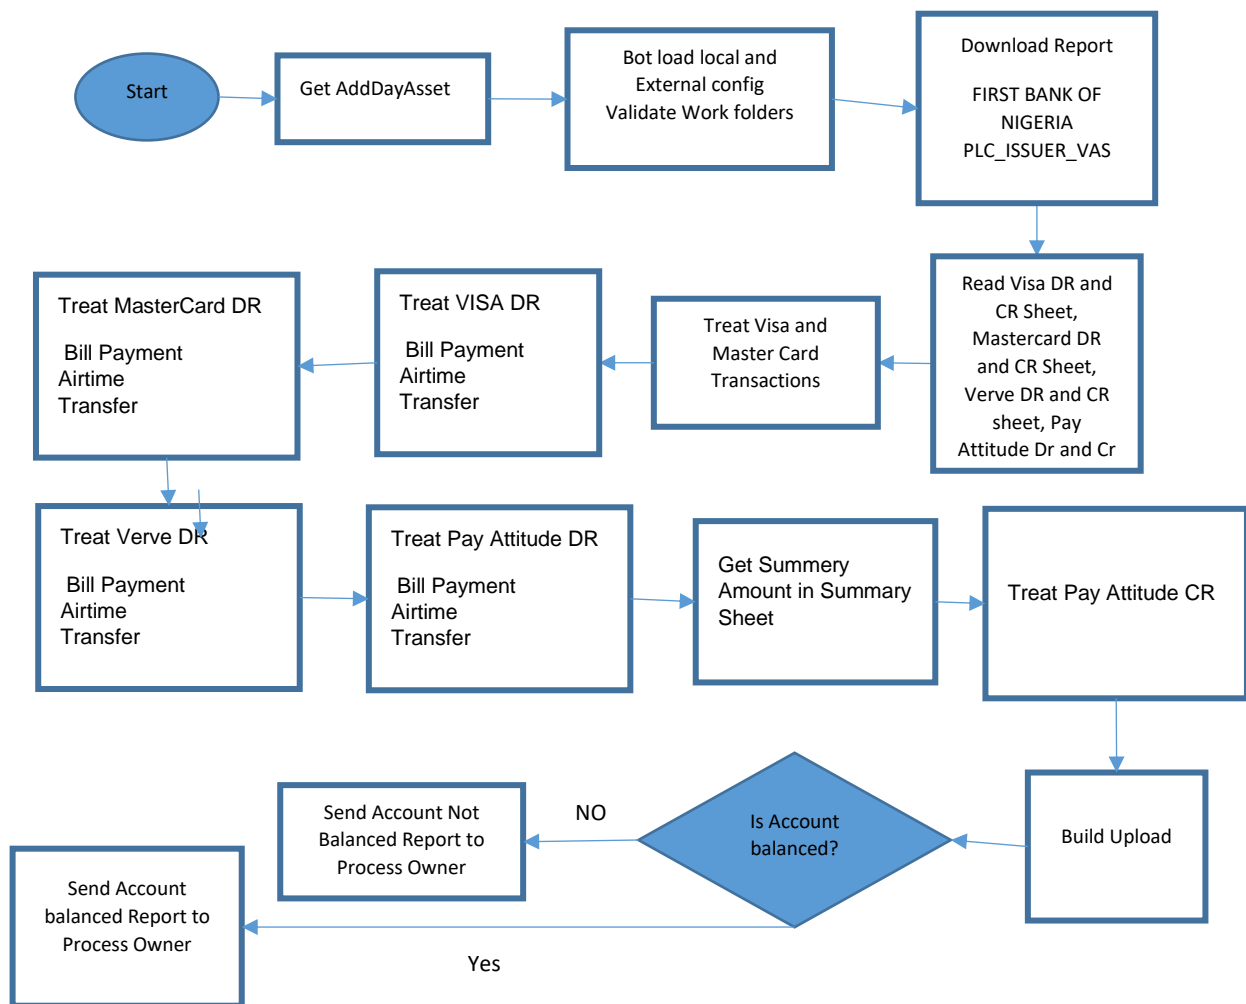 Start
Get AddDayAsset
Bot load local and
External config
Validate Work folders
Download Report
FIRST BANK OF
NIGERIA
PLC_ISSUER_VAS
Read Visa DR and
CR Sheet,
Mastercard DR
and CR Sheet,
Verve DR and CR
sheet, Pay
Attitude Dr and Cr
Treat Visa and
Master Card
Transactions
Treat VISA DR
Bill Payment
Airtime
Transfer
Treat MasterCard DR
Bill Payment
Airtime
Transfer
Treat Verve DR
Bill Payment
Airtime
Transfer
Treat Pay Attitude DR
Bill Payment
Airtime
Transfer
Get Summery
Amount in Summary
Sheet
Treat Pay Attitude CR
Build Upload
Is Account
balanced?
NO
Send Account Not
Balanced Report to
Process Owner
Yes
Send Account
balanced Report to
Process Owner